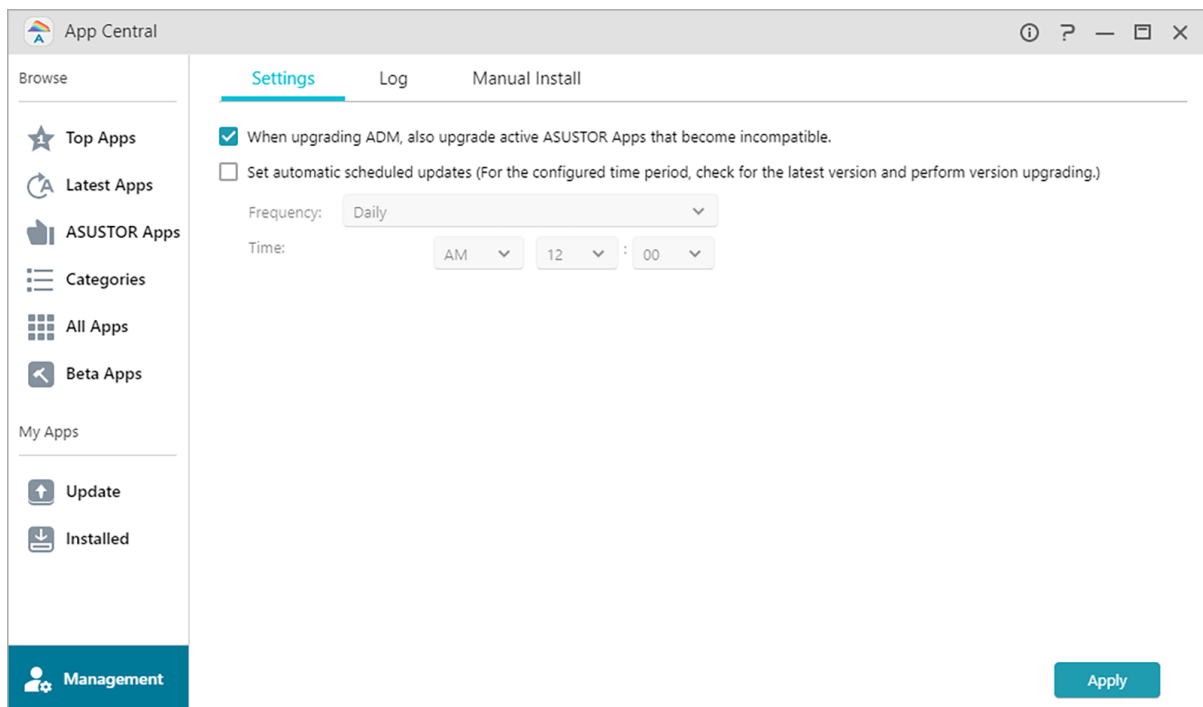 App Central
Browse
Top Apps
Latest Apps
ASUSTOR Apps
Categories
All Apps
Beta Apps
My Apps
Update
Installed
Management
Settings Log Manual Install
When upgrading ADM, also upgrade active ASUSTOR Apps that become incompatible.
Set automatic scheduled updates (For the configured time period, check for the latest version and perform version upgrading.)
Frequency: Daily
Time: AM 12 : 00
Apply